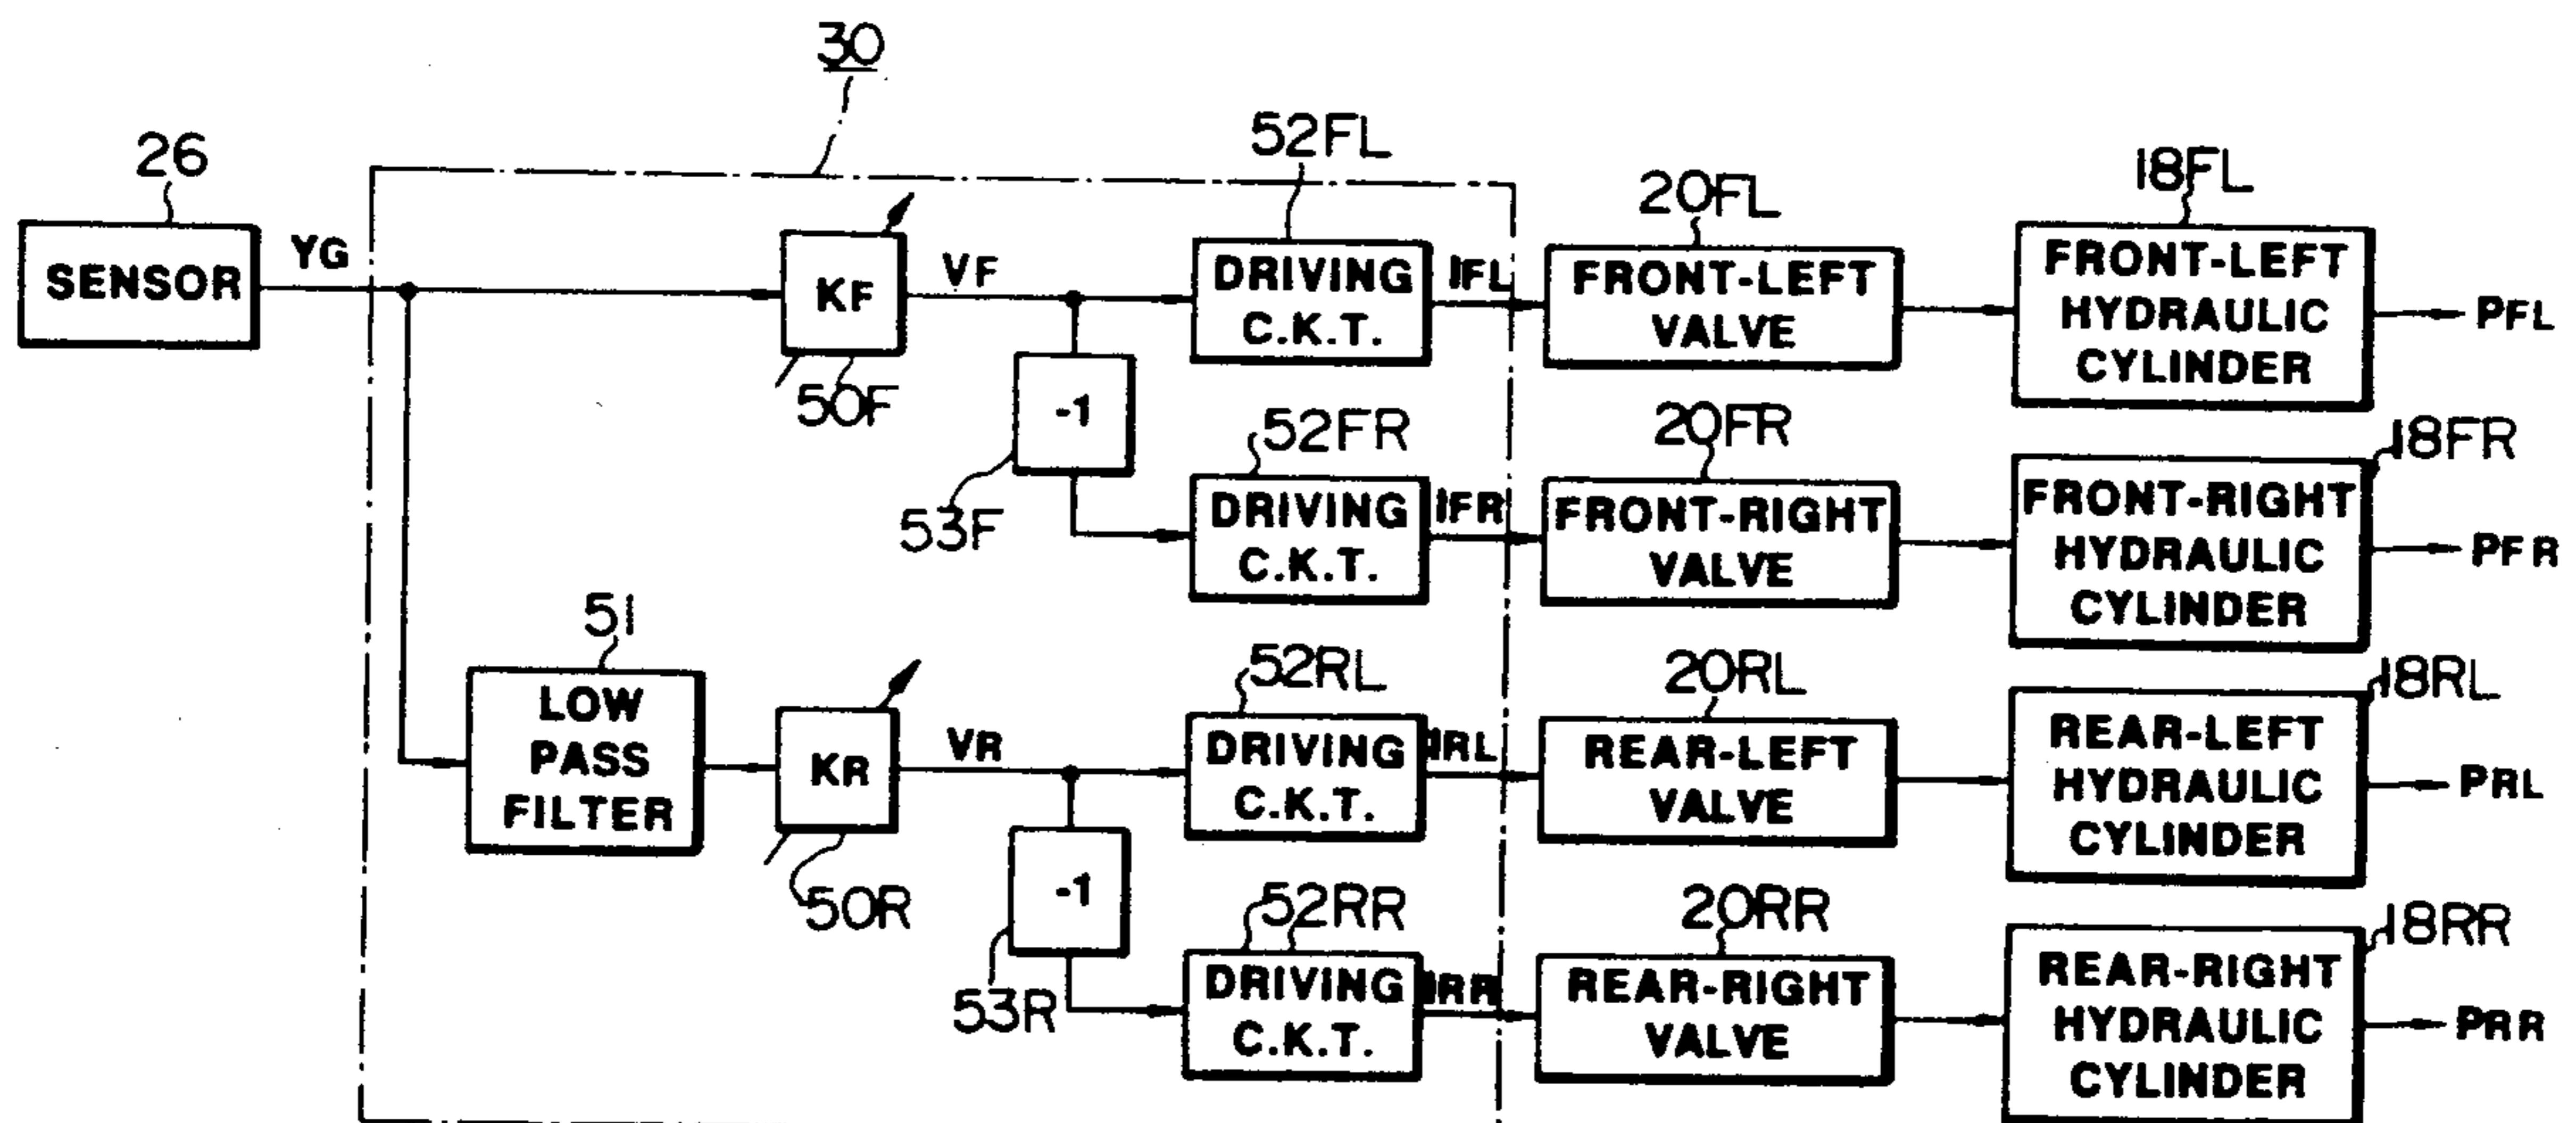 30
26
52FL
20FL
18FL
SENSOR
YG
KF
VF
DRIVING
C.K.T.
IFL
FRONT-LEFT
VALVE
FRONT-LEFT
HYDRAULIC
CYLINDER
PFL
50F
-1
53F
52FR
20FR
18FR
DRIVING
C.K.T.
IFR
FRONT-RIGHT
VALVE
FRONT-RIGHT
HYDRAULIC
CYLINDER
PFR
51
LOW
PASS
FILTER
KR
VR
50R
52RL
20RL
18RL
DRIVING
C.K.T.
IRL
REAR-LEFT
VALVE
REAR-LEFT
HYDRAULIC
CYLINDER
PRL
-1
53R
52RR
20RR
18RR
DRIVING
C.K.T.
IRR
REAR-RIGHT
VALVE
REAR-RIGHT
HYDRAULIC
CYLINDER
PRR